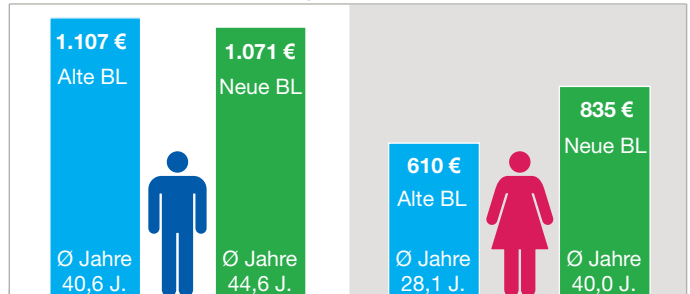 1.107 €
Alte BL
Ø Jahre
40,6 J.
1.071 €
Neue BL
Ø Jahre
44,6 J.
610 €
Alte BL
Ø Jahre
28,1 J.
835 €
Neue BL
Ø Jahre
40,0 J.